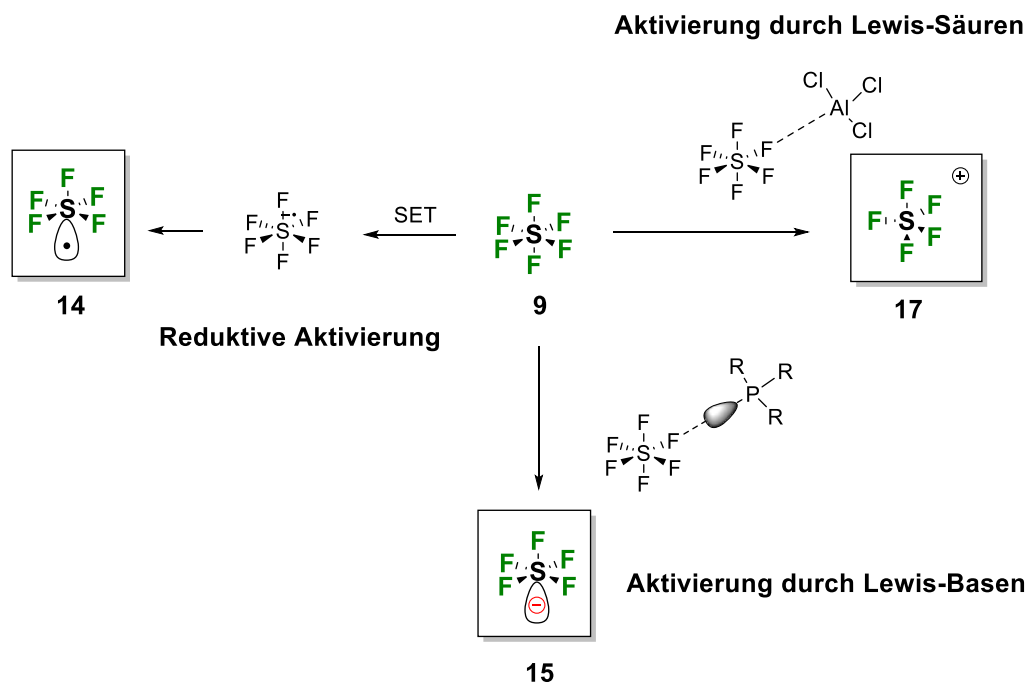 Aktivierung durch Lewis-Säuren
Cl
Cl
Al
Cl
F
F F
S
F F
F
F
F F
S
F F
14
F
F F
S
F F
F
SET
F
F F
S
F F
F
9
F
F F
S
F
F
17
Reduktive Aktivierung
R R
P
R
F
F F
S
F F
F
F
F F
S
F F
15
Aktivierung durch Lewis-Basen